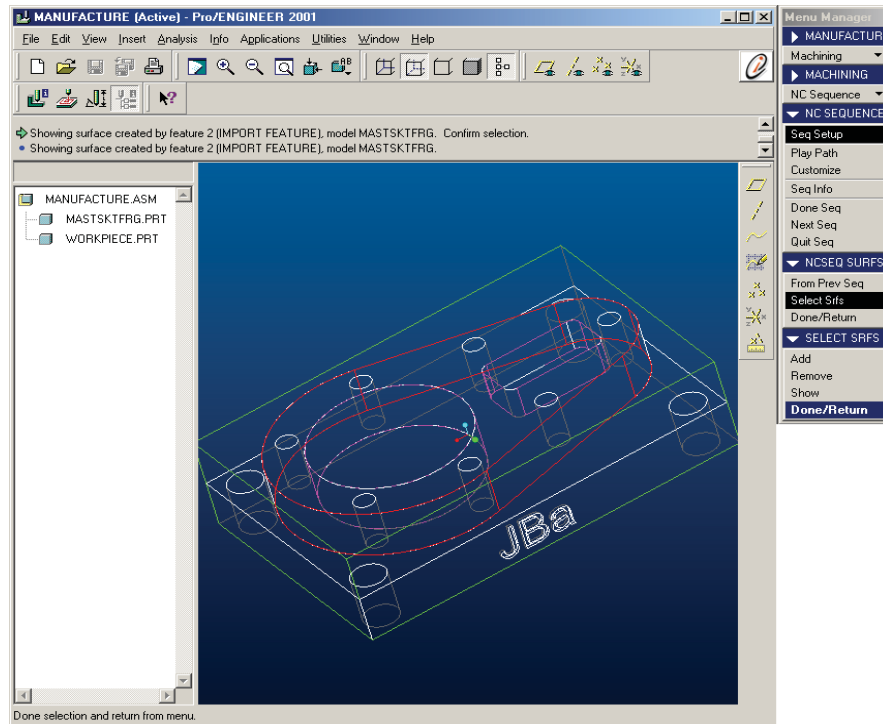 MANUFACTURE (Active) - Pro/ENGINEER 2001
File Edit View Insert Analysis Info Applications Utilities Window Help
Showing surface created by feature 2 (IMPORT FEATURE), model MASTSKTFRG. Confirm selection.
Showing surface created by feature 2 (IMPORT FEATURE), model MASTSKTFRG.
MANUFACTURE.ASM
MASTSKTFRG.PRT
WORKPIECE.PRT
JBa
Done selection and return from menu.
Menu Manager
MANUFACTUR
Machining
MACHINING
NC Sequence
NC SEQUENCE
Seq Setup
Play Path
Customize
Seq Info
Done Seq
Next Seq
Quit Seq
NCSEQ SURFS
From Prev Seq
Select Srfs
Done/Return
SELECT SRFS
Add
Remove
Show
Done/Return